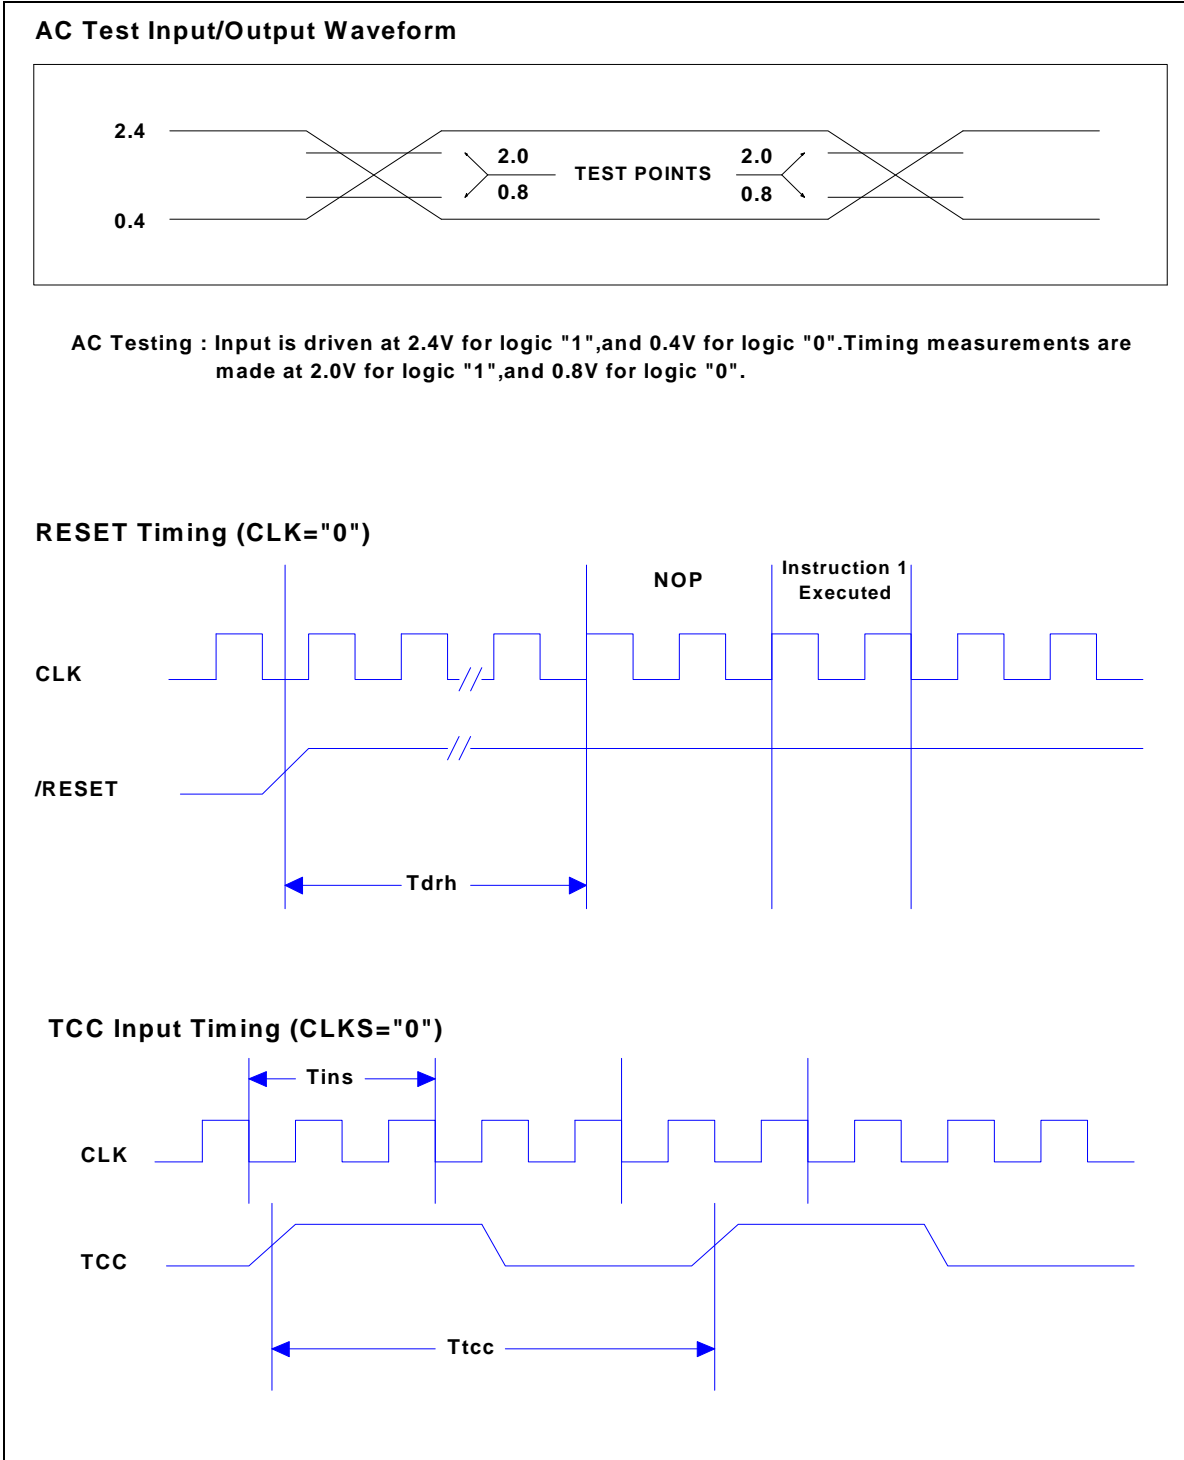 AC Test Input/Output Waveform
2.4
2.0
TEST POINTS
2.0
0.8
0.8
0.4
AC Testing : Input is driven at 2.4V for logic "1",and 0.4V for logic "0".Timing measurements are
made at 2.0V for logic "1",and 0.8V for logic "0".
RESET Timing (CLK="0")
NOP
Instruction 1
Executed
CLK
/RESET
Tdrh
TCC Input Timing (CLKS="0")
Tins
CLK
TCC
Ttcc